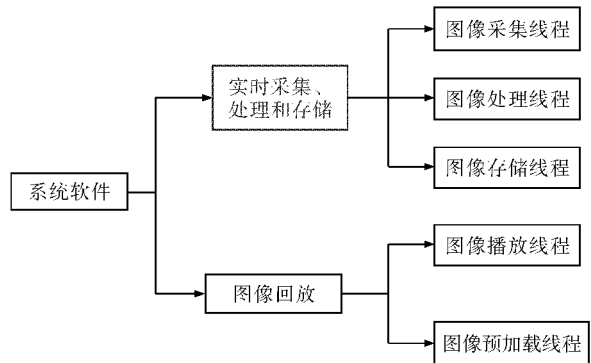 图像采集线程
实时采集、
处理和存储
图像处理线程
图像存储线程
系统软件
图像播放线程
图像回放
图像预加载线程